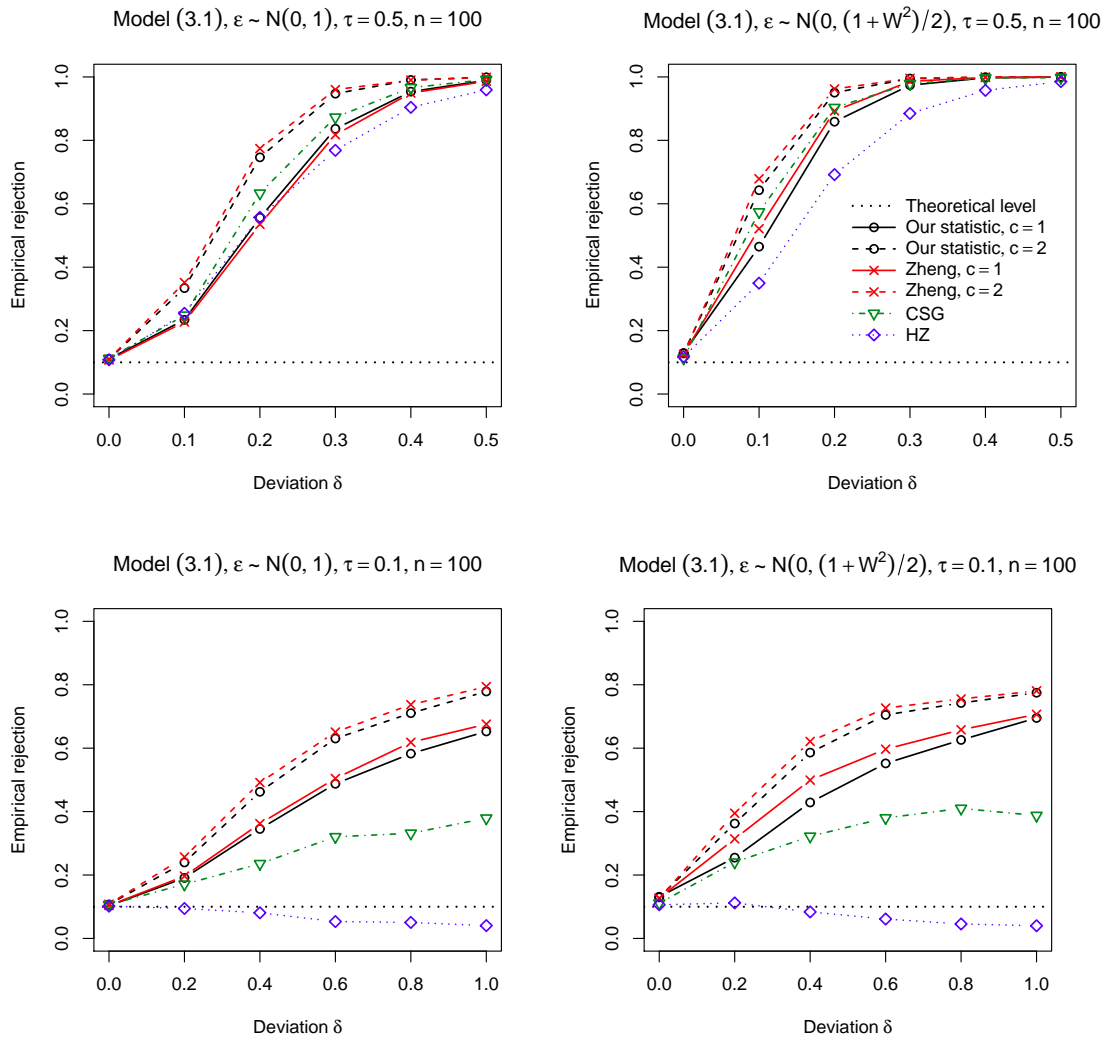 Model (3.1), ε ~ N(0, 1), τ = 0.5, n = 100
Empirical rejection
0.0 0.2 0.4 0.6 0.8 1.0
0.0 0.1 0.2 0.3 0.4 0.5
Deviation δ
Model (3.1), ε ~ N(0, (1 + W²)/2), τ = 0.5, n = 100
Empirical rejection
0.0 0.2 0.4 0.6 0.8 1.0
Theoretical level
Our statistic, c = 1
Our statistic, c = 2
Zheng, c = 1
Zheng, c = 2
CSG
HZ
0.0 0.1 0.2 0.3 0.4 0.5
Deviation δ
Model (3.1), ε ~ N(0, 1), τ = 0.1, n = 100
Empirical rejection
0.0 0.2 0.4 0.6 0.8 1.0
0.0 0.2 0.4 0.6 0.8 1.0
Deviation δ
Model (3.1), ε ~ N(0, (1 + W²)/2), τ = 0.1, n = 100
Empirical rejection
0.0 0.2 0.4 0.6 0.8 1.0
0.0 0.2 0.4 0.6 0.8 1.0
Deviation δ